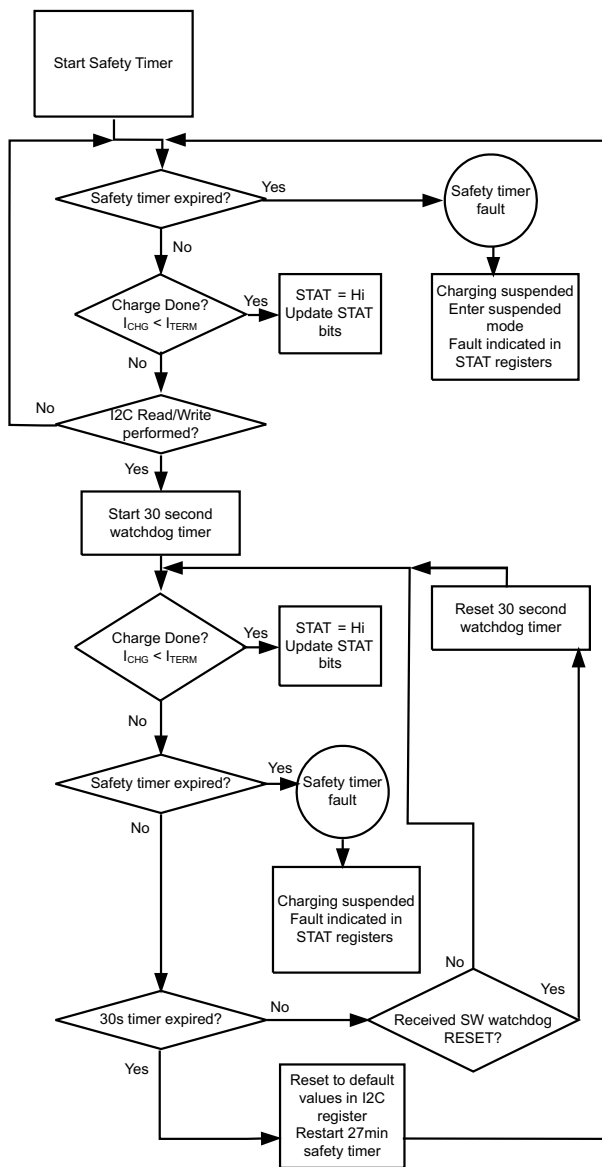 Start Safety Timer
Safety timer expired?
Yes
Safety timer
fault
No
Charge Done?
I_CHG < I_TERM
Yes
STAT = Hi
Update STAT
bits
Charging suspended
Enter suspended
mode
Fault indicated in
STAT registers
No
No
I2C Read/Write
performed?
Yes
Start 30 second
watchdog timer
Reset 30 second
watchdog timer
Charge Done?
I_CHG < I_TERM
Yes
STAT = Hi
Update STAT
bits
No
Safety timer expired?
Yes
Safety timer
fault
No
Charging suspended
Fault indicated in
STAT registers
No
Yes
30s timer expired?
No
Received SW watchdog
RESET?
Yes
Reset to default
values in I2C
register
Restart 27min
safety timer